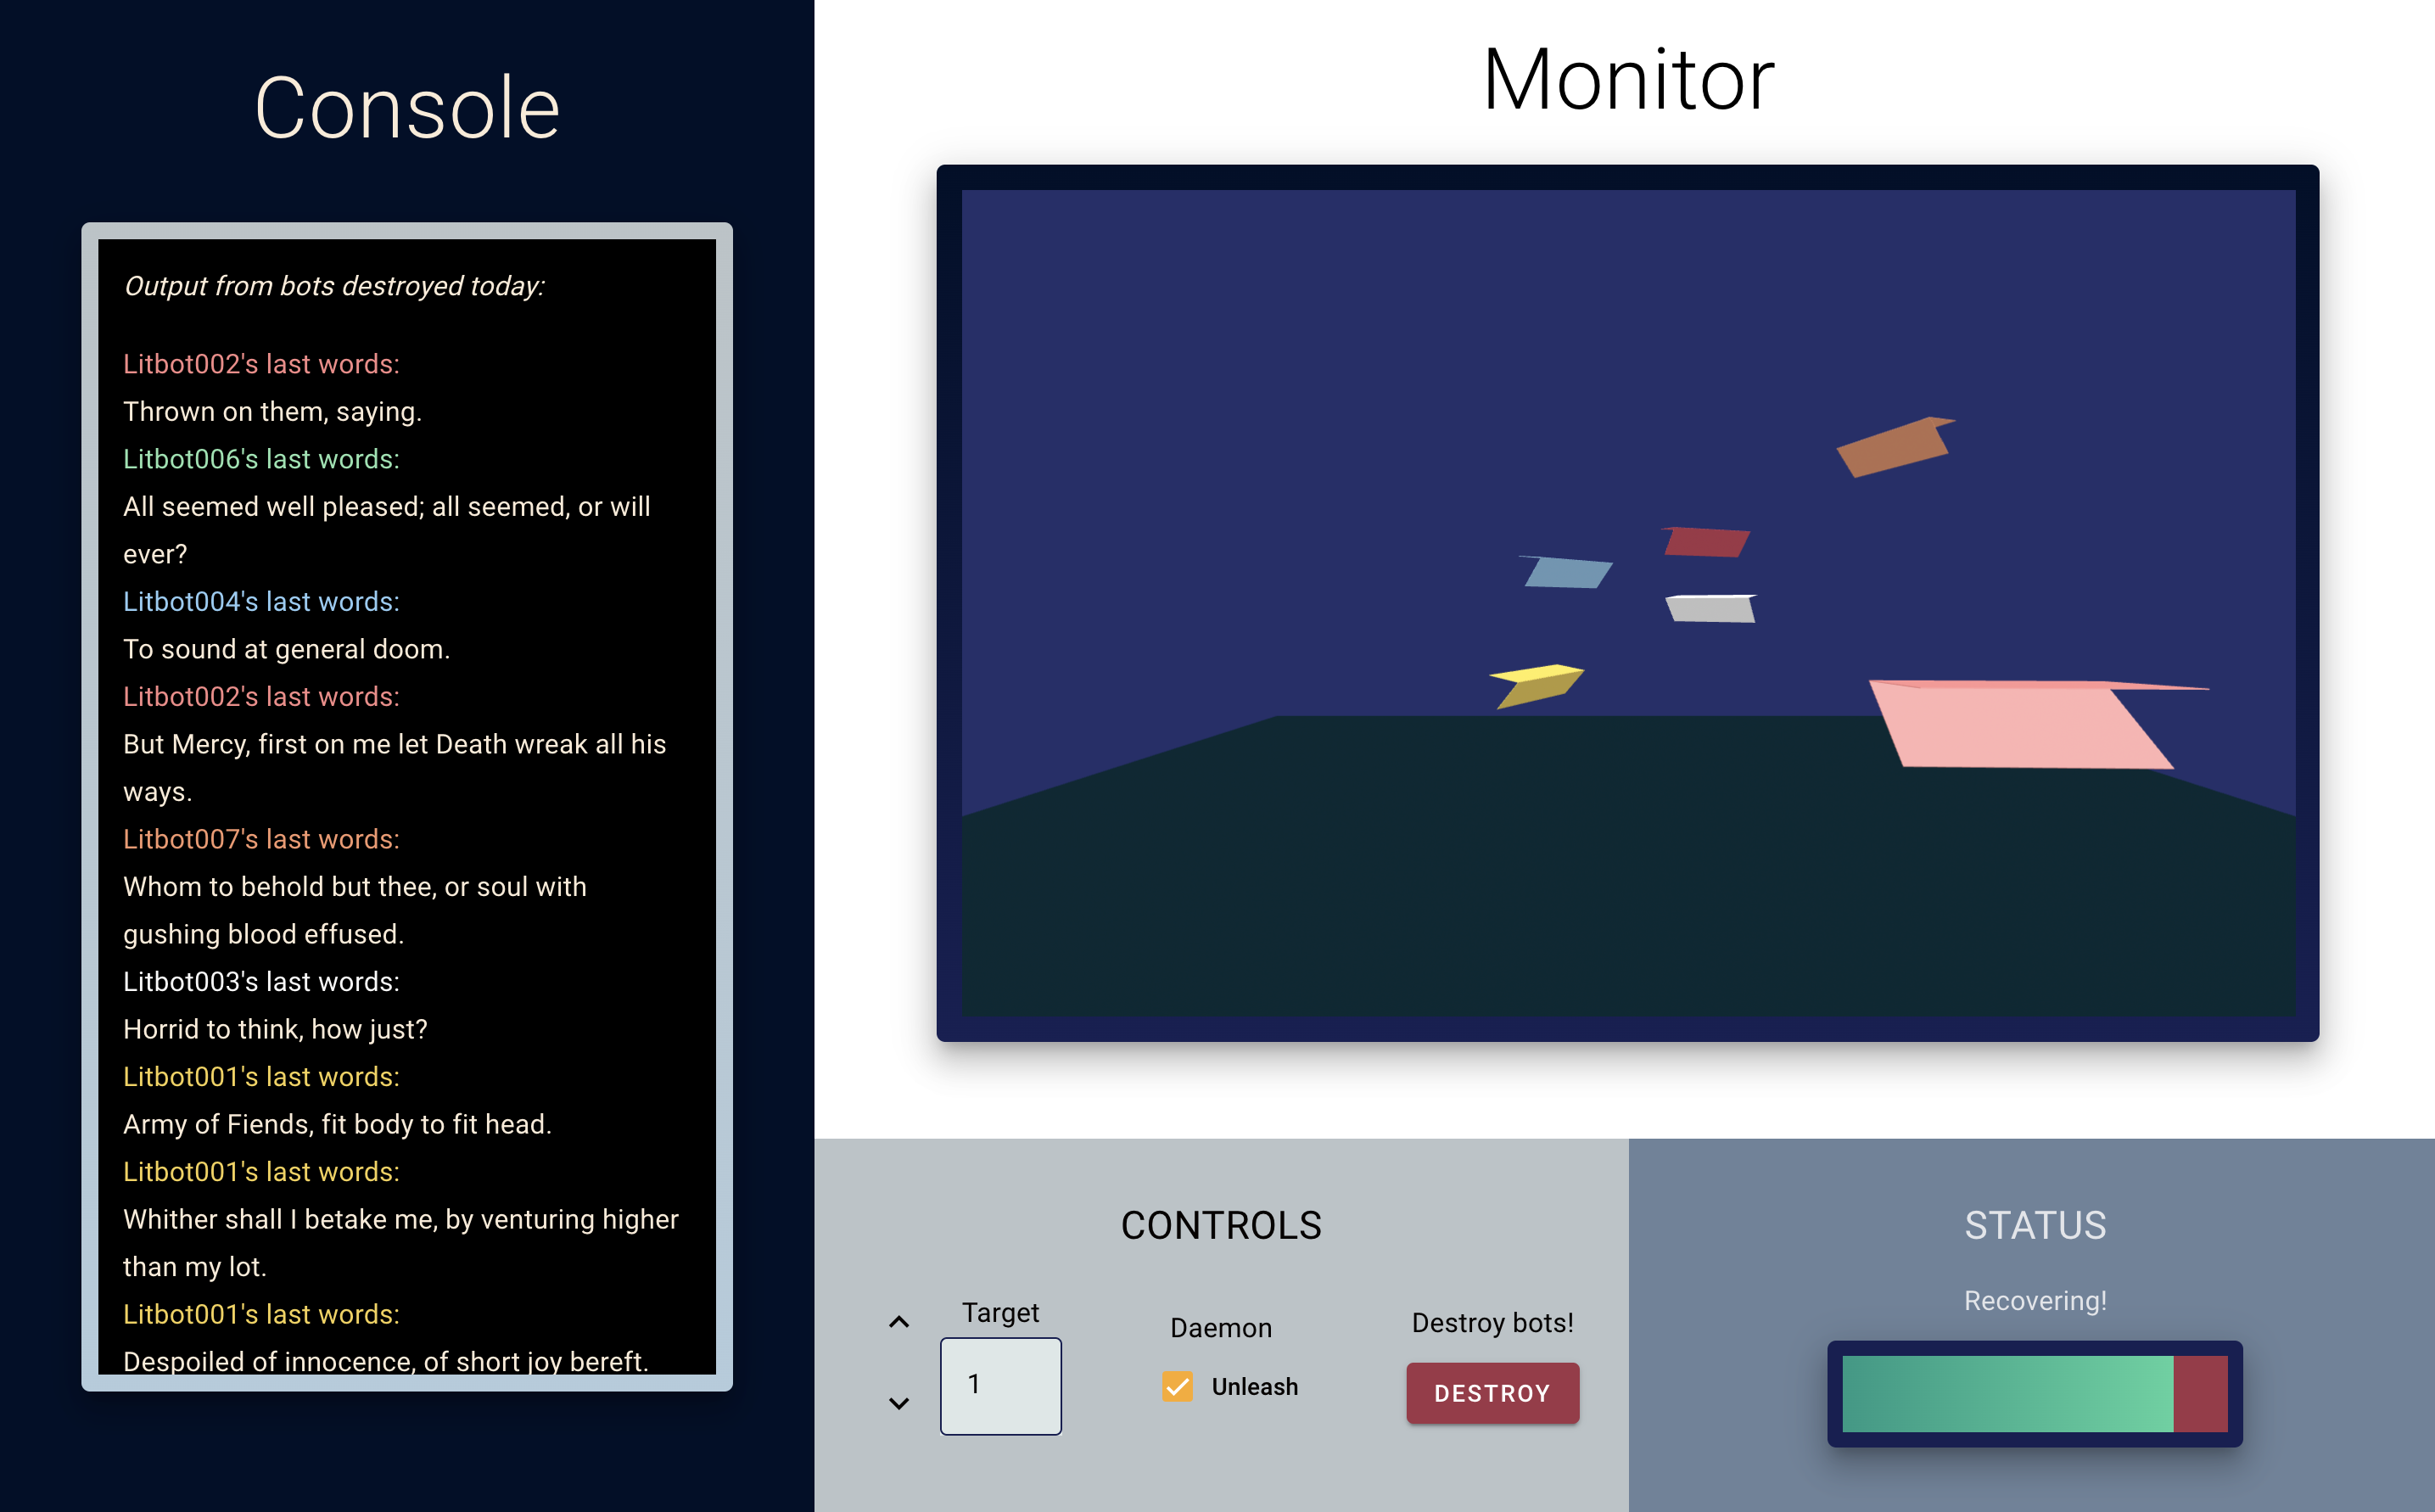 Console
Output from bots destroyed today:
Litbot002's last words:
Thrown on them, saying.
Litbot006's last words:
All seemed well pleased; all seemed, or will
ever?
Litbot004's last words:
To sound at general doom.
Litbot002's last words:
But Mercy, first on me let Death wreak all his
ways.
Litbot007's last words:
Whom to behold but thee, or soul with
gushing blood effused.
Litbot003's last words:
Horrid to think, how just?
Litbot001's last words:
Army of Fiends, fit body to fit head.
Litbot001's last words:
Whither shall I betake me, by venturing higher
than my lot.
Litbot001's last words:
Despoiled of innocence, of short joy bereft.
Monitor
CONTROLS
Target
1
Daemon
Unleash
Destroy bots!
DESTROY
STATUS
Recovering!